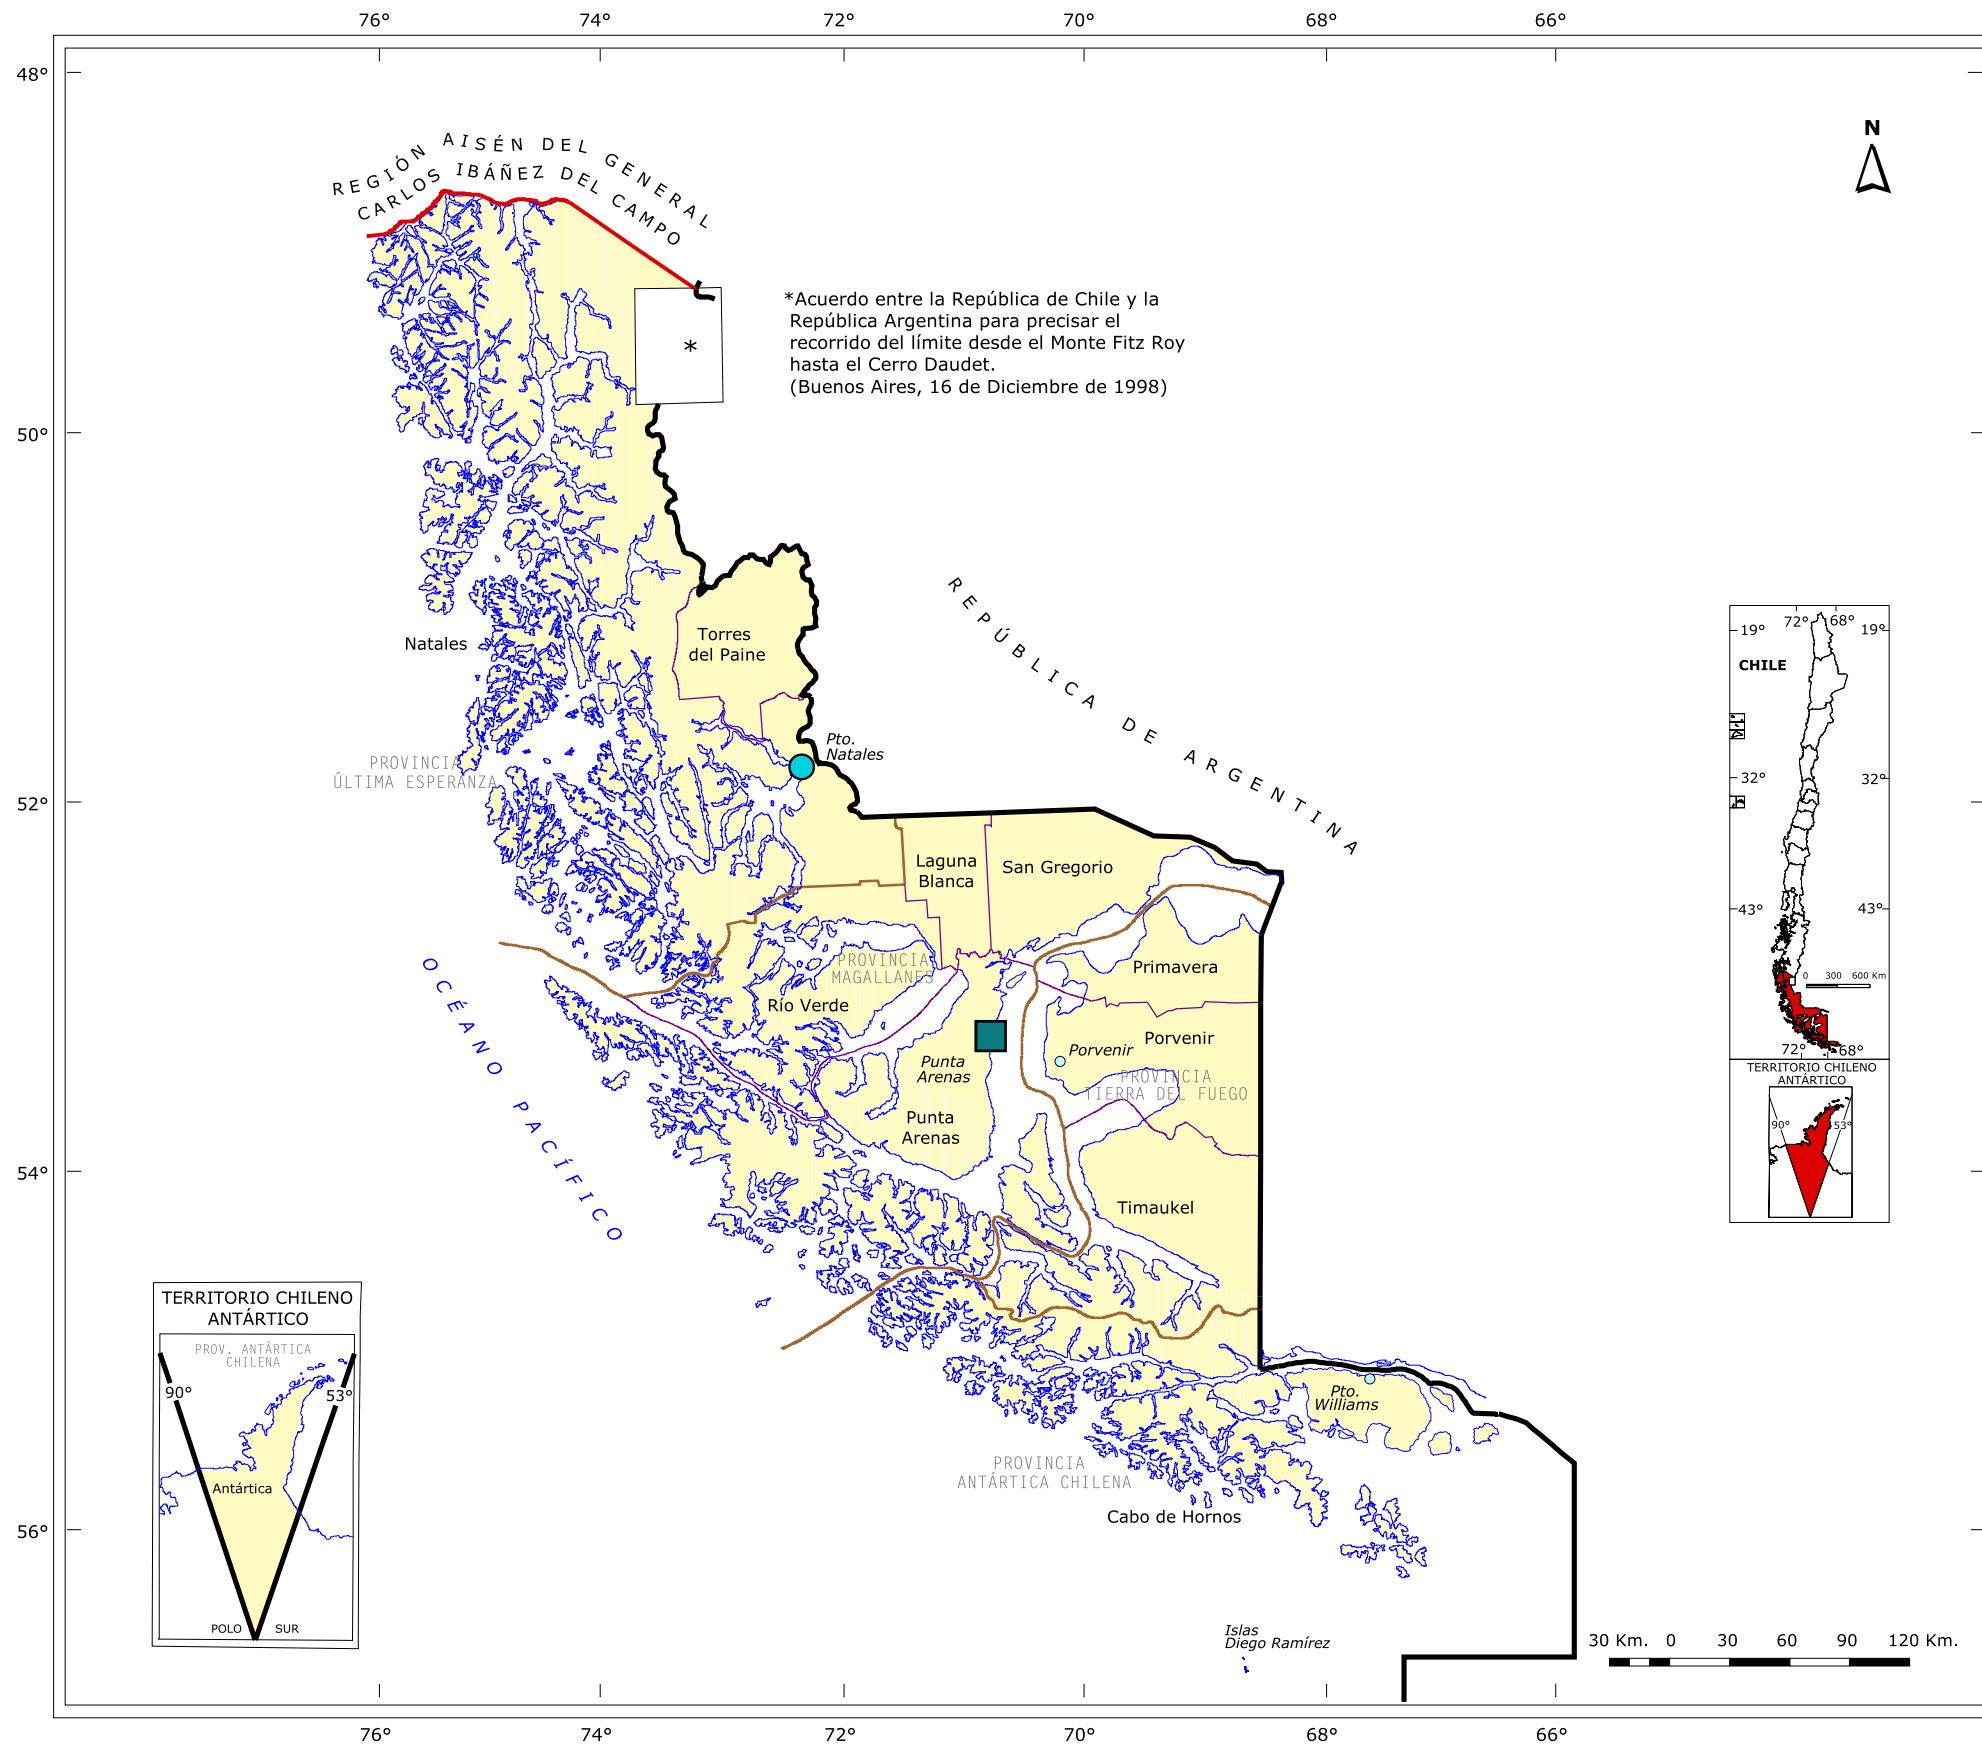 76°
74°
72°
70°
68°
66°
48°
50°
52°
54°
56°
REGIÓN AISÉN DEL GENERAL
CARLOS IBÁÑEZ DEL CAMPO
N
*
*Acuerdo entre la República de Chile y la
República Argentina para precisar el
recorrido del límite desde el Monte Fitz Roy
hasta el Cerro Daudet.
(Buenos Aires, 16 de Diciembre de 1998)
REPÚBLICA DE ARGENTINA
Natales
Torres
del Paine
Pto.
Natales
PROVINCIA
ÚLTIMA ESPERANZA
Laguna
Blanca
San Gregorio
OCÉANO PACÍFICO
PROVINCIA
MAGALLANES
Río Verde
Primavera
Porvenir
Porvenir
Punta
Arenas
PROVINCIA
TIERRA DEL FUEGO
Punta
Arenas
Timaukel
Pto.
Williams
PROVINCIA
ANTÁRTICA CHILENA
Cabo de Hornos
Islas
Diego Ramírez
TERRITORIO CHILENO
ANTÁRTICO
PROV. ANTÁRTICA
CHILENA
90°
53°
Antártica
POLO SUR
72°
68°
19°
19°
CHILE
32°
32°
43°
43°
0 300 600 Km
72°
68°
TERRITORIO CHILENO
ANTÁRTICO
90°
53°
30 Km. 0 30 60 90 120 Km.
76°
74°
72°
70°
68°
66°